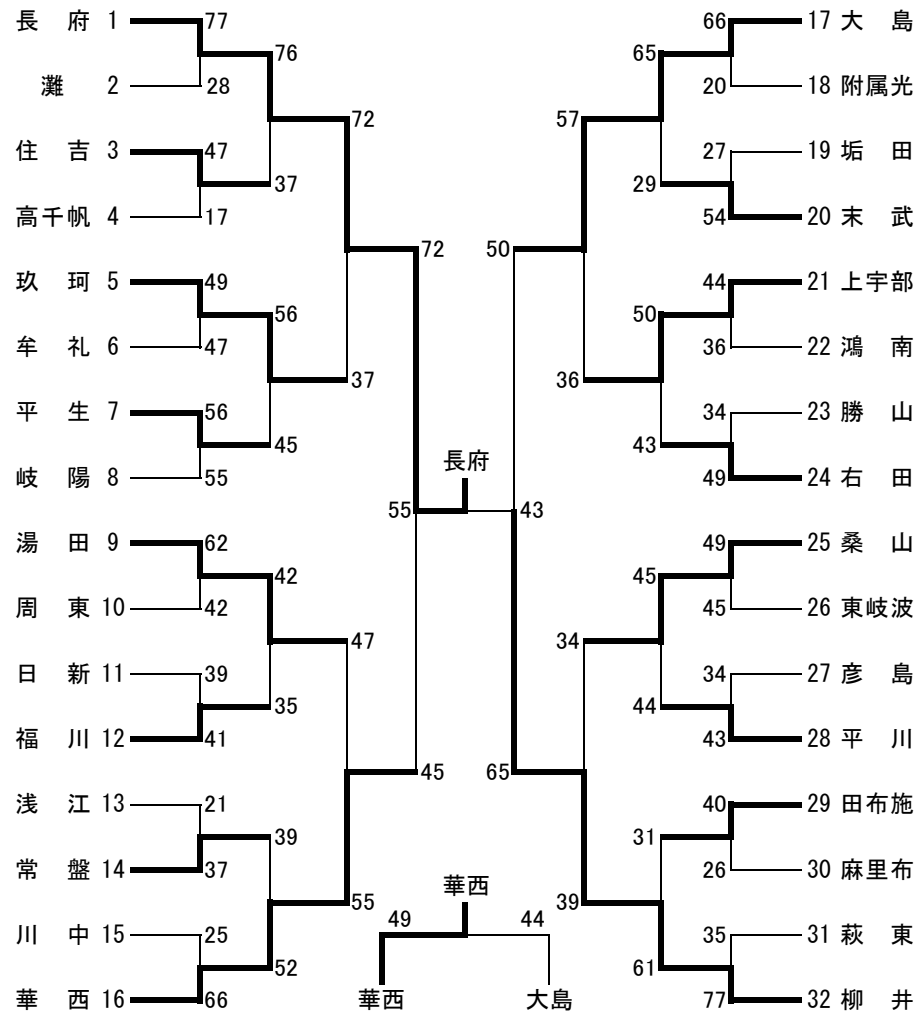 長府 1 77 66 17 大島
76 65
灘 2 28 20 18 附属光
72 57
住吉 3 47 27 19 垢田
37 29
高千帆 4 17 54 20 末武
72 50
玖珂 5 49 44 21 上宇部
56 50
牟礼 6 47 36 22 鴻南
37 36
平生 7 56 34 23 勝山
45 43
長府
岐陽 8 55 49 24 右田
55 43
湯田 9 62 49 25 桑山
42 45
周東 10 42 45 26 東岐波
47 34
日新 11 39 34 27 彦島
35 44
福川 12 41 43 28 平川
45 65
浅江 13 21 40 29 田布施
39 31
常盤 14 37 26 30 麻里布
華西
55 39
49 44
川中 15 25 35 31 萩東
52 61
華西 16 66 華西 大島 77 32 柳井